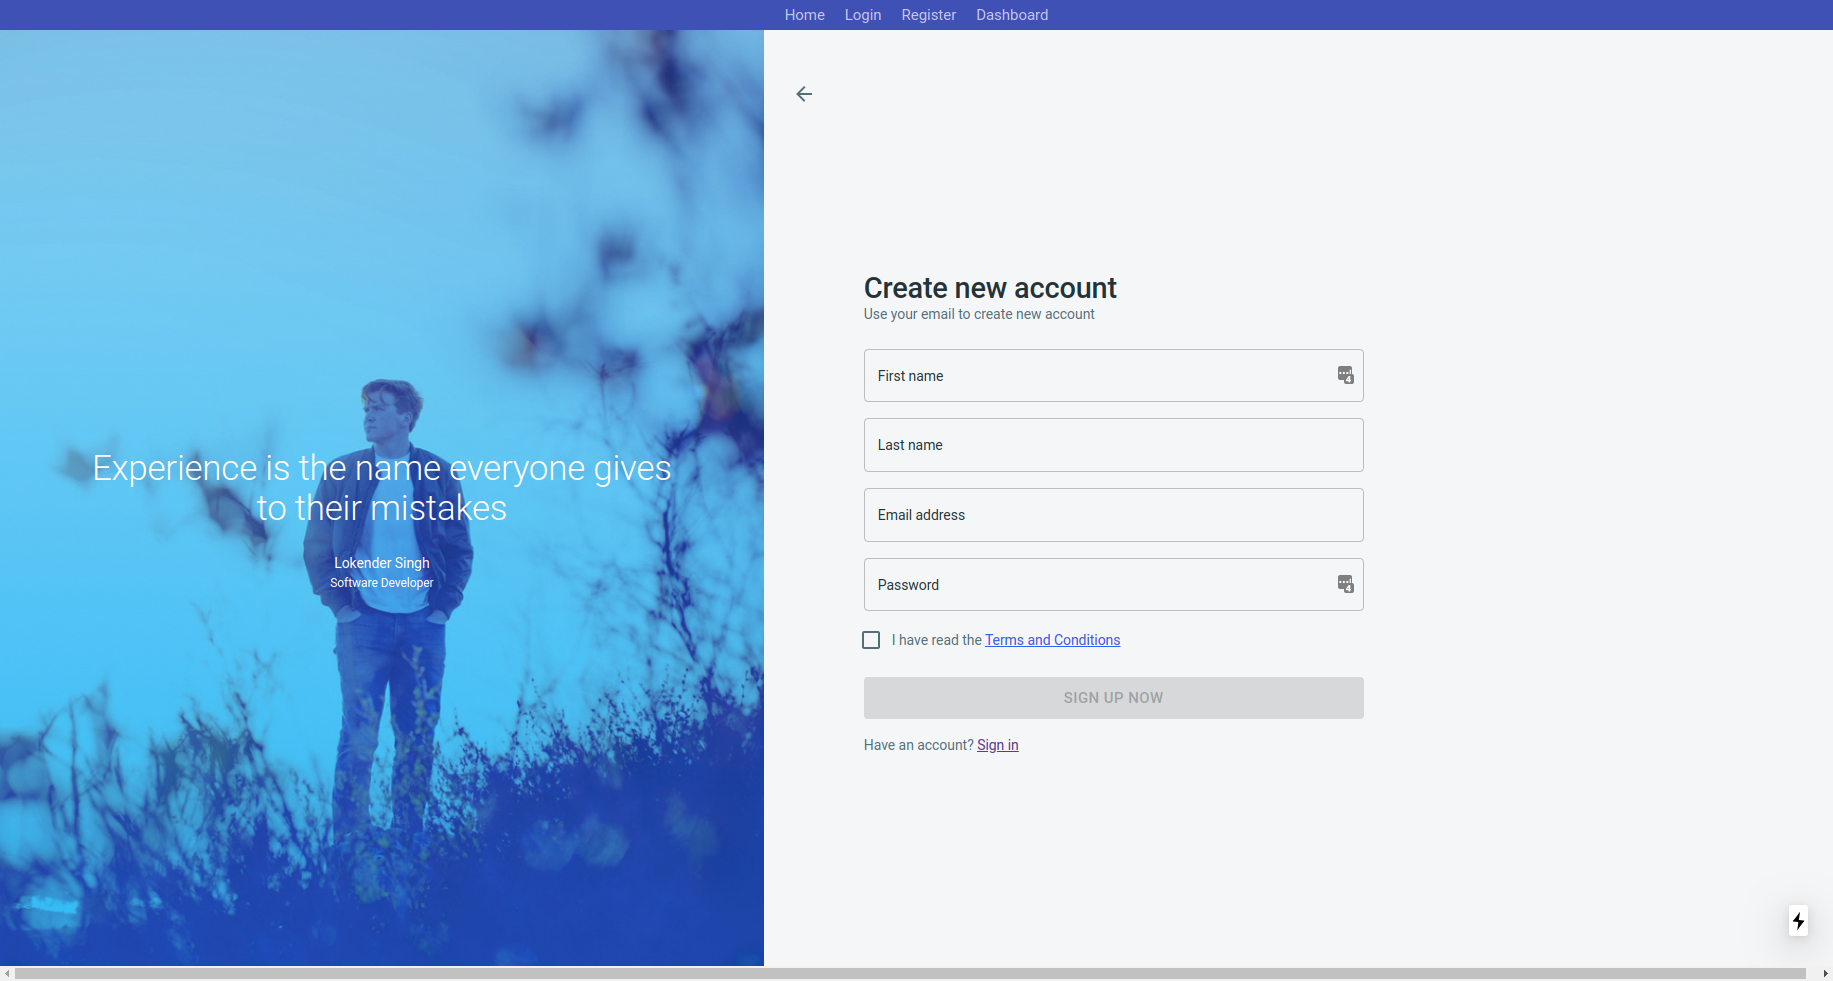 Home Login Register Dashboard
Experience is the name everyone gives
to their mistakes
Lokender Singh
Software Developer
Create new account
Use your email to create new account
First name
4
Last name
Email address
Password
4
I have read the Terms and Conditions
SIGN UP NOW
Have an account? Sign in